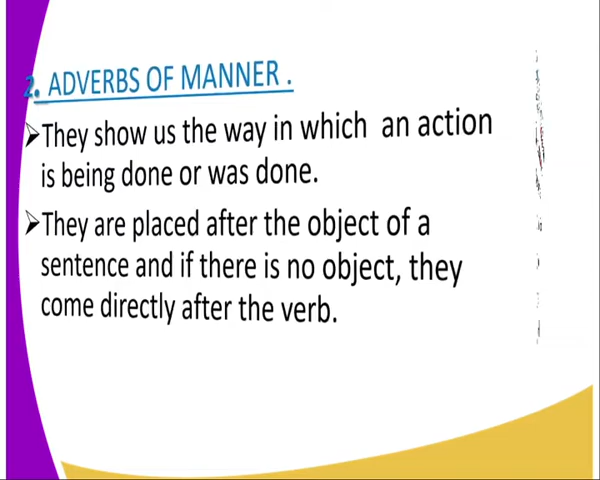 2. ADVERBS OF MANNER .
➢They show us the way in which an action
is being done or was done.
➢They are placed after the object of a
sentence and if there is no object, they
come directly after the verb.